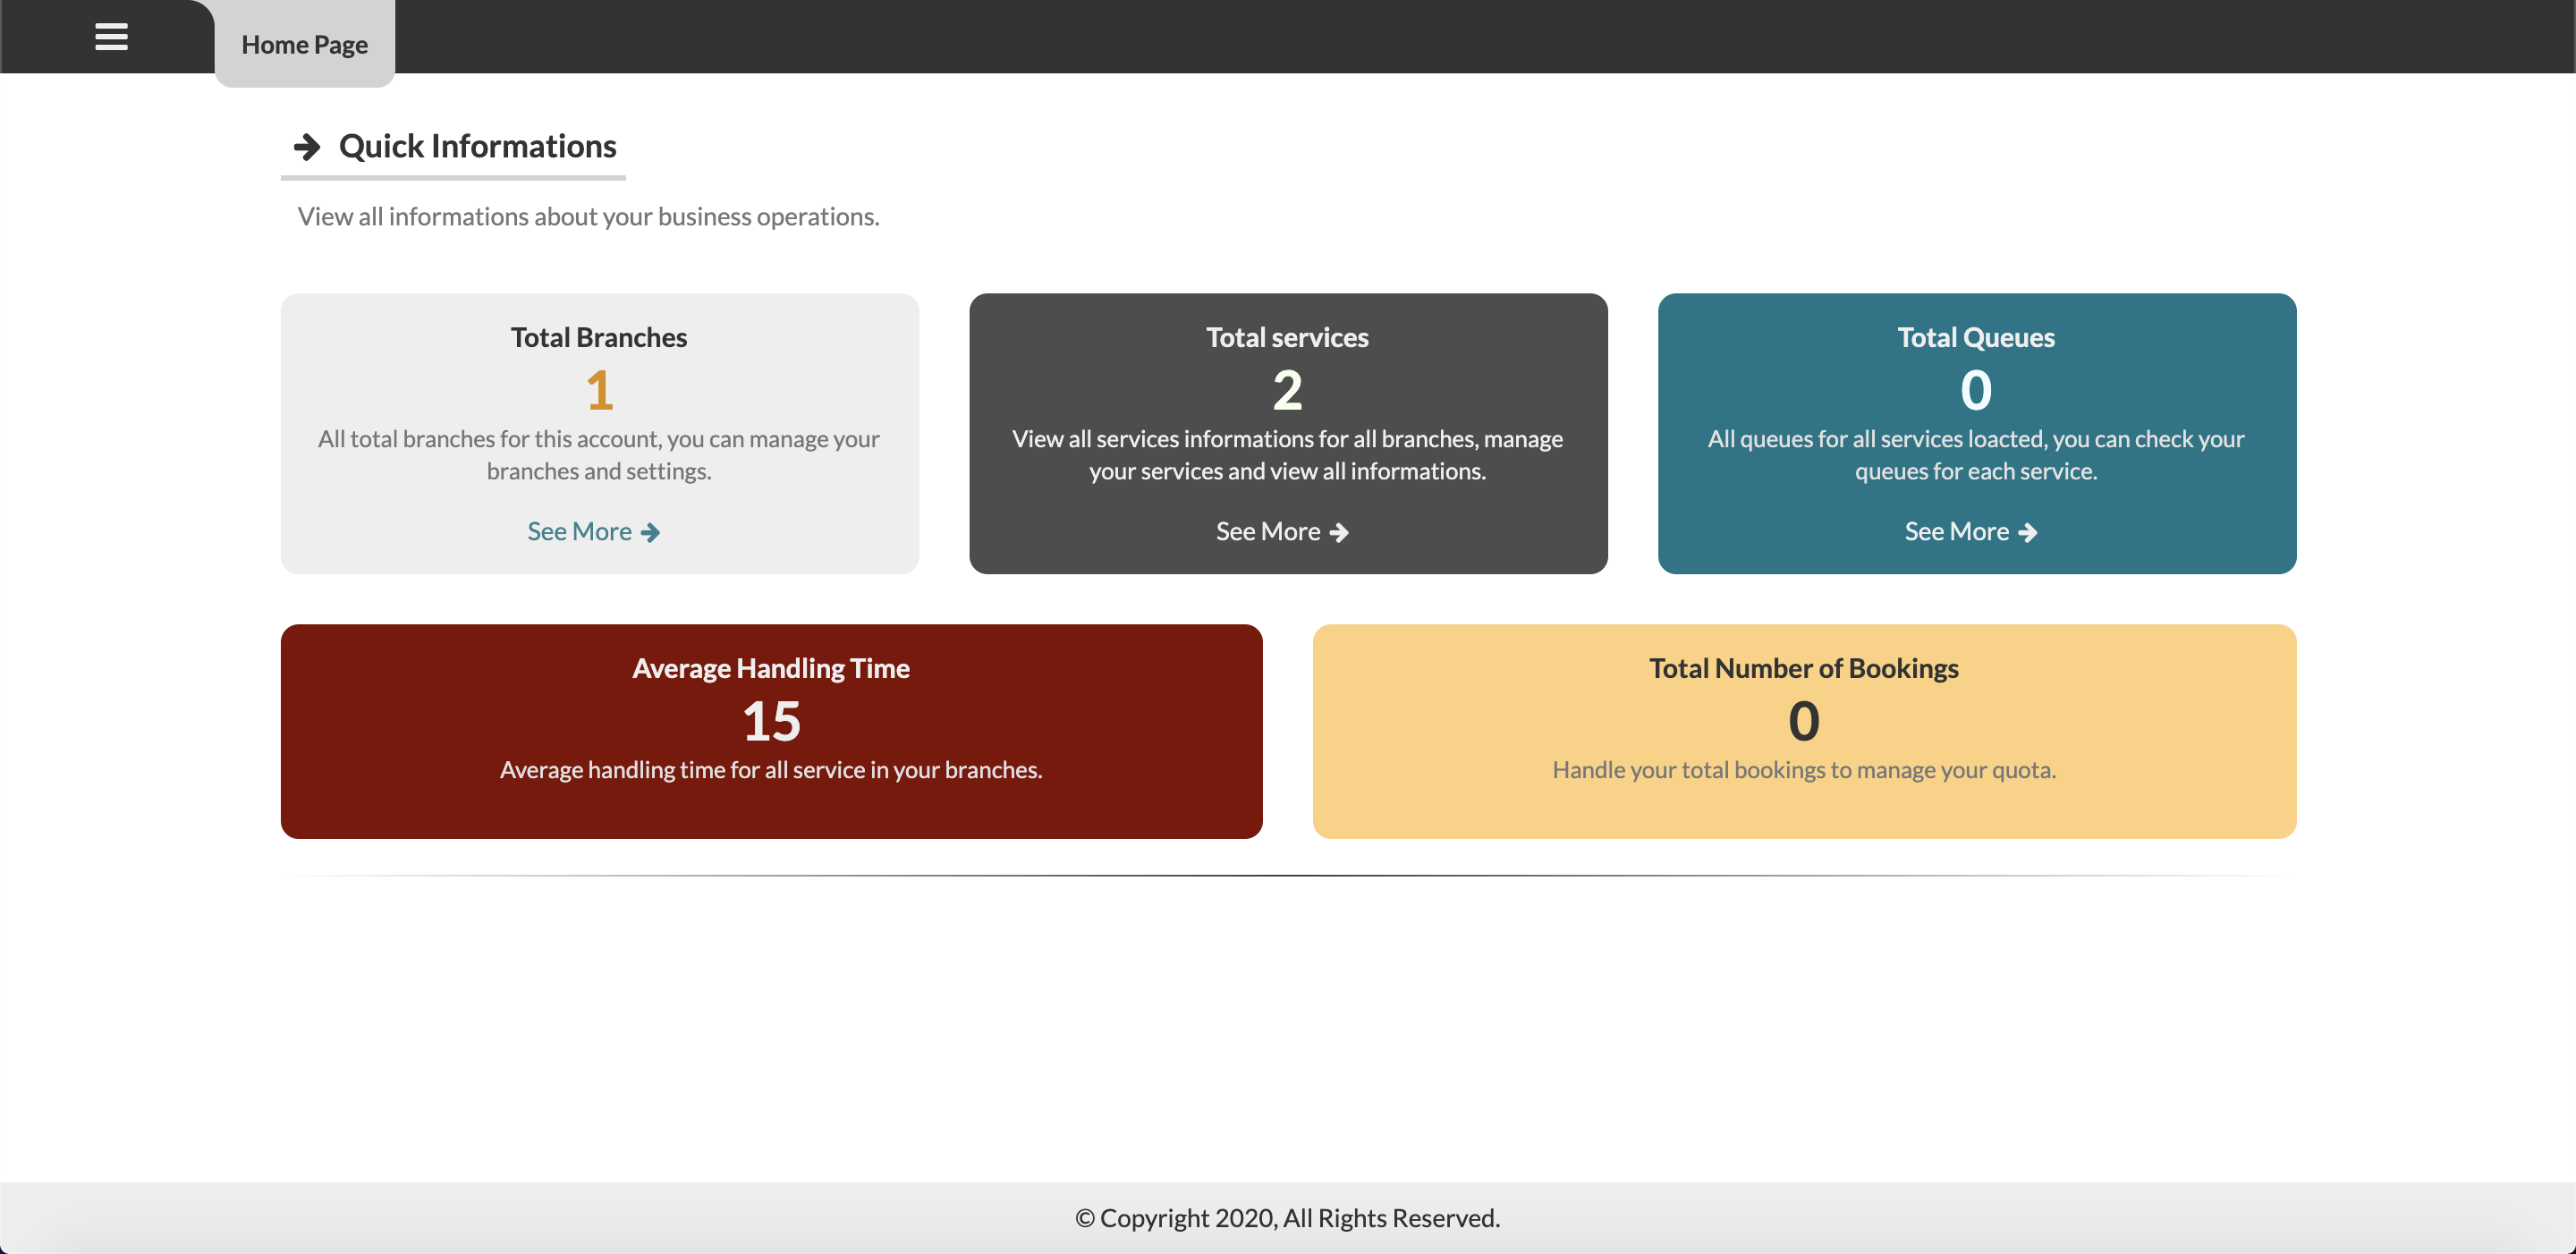 Home Page
Quick Informations
View all informations about your business operations.
Total Branches
1
All total branches for this account, you can manage your
branches and settings.
See More
Total services
2
View all services informations for all branches, manage
your services and view all informations.
See More
Total Queues
0
All queues for all services loacted, you can check your
queues for each service.
See More
Average Handling Time
15
Average handling time for all service in your branches.
Total Number of Bookings
0
Handle your total bookings to manage your quota.
© Copyright 2020, All Rights Reserved.